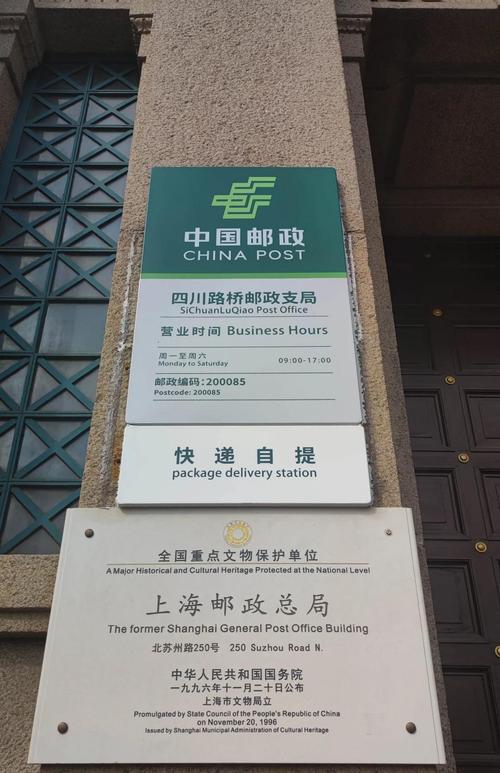 中国邮政
CHINA POST
四川路桥邮政支局
SiChuanLuQiao Post Office
营业时间 Business Hours
周一至周六
Monday to Saturday
09:00-17:00
邮政编码:200085
Postcode: 200085
快递自提
package delivery station
全国重点文物保护单位
A Major Historical and Cultural Heritage Protected at the National Level
上海邮政总局
The former Shanghai General Post Office Building
北苏州路250号 250 Suzhou Road N.
中华人民共和国国务院
一九九六年十一月二十日公布
上海市文物局立
Promulgated by State Council of the People's Republic of China
on November 20, 1996
Issued by Shanghai Municipal Administration of Cultural Heritage